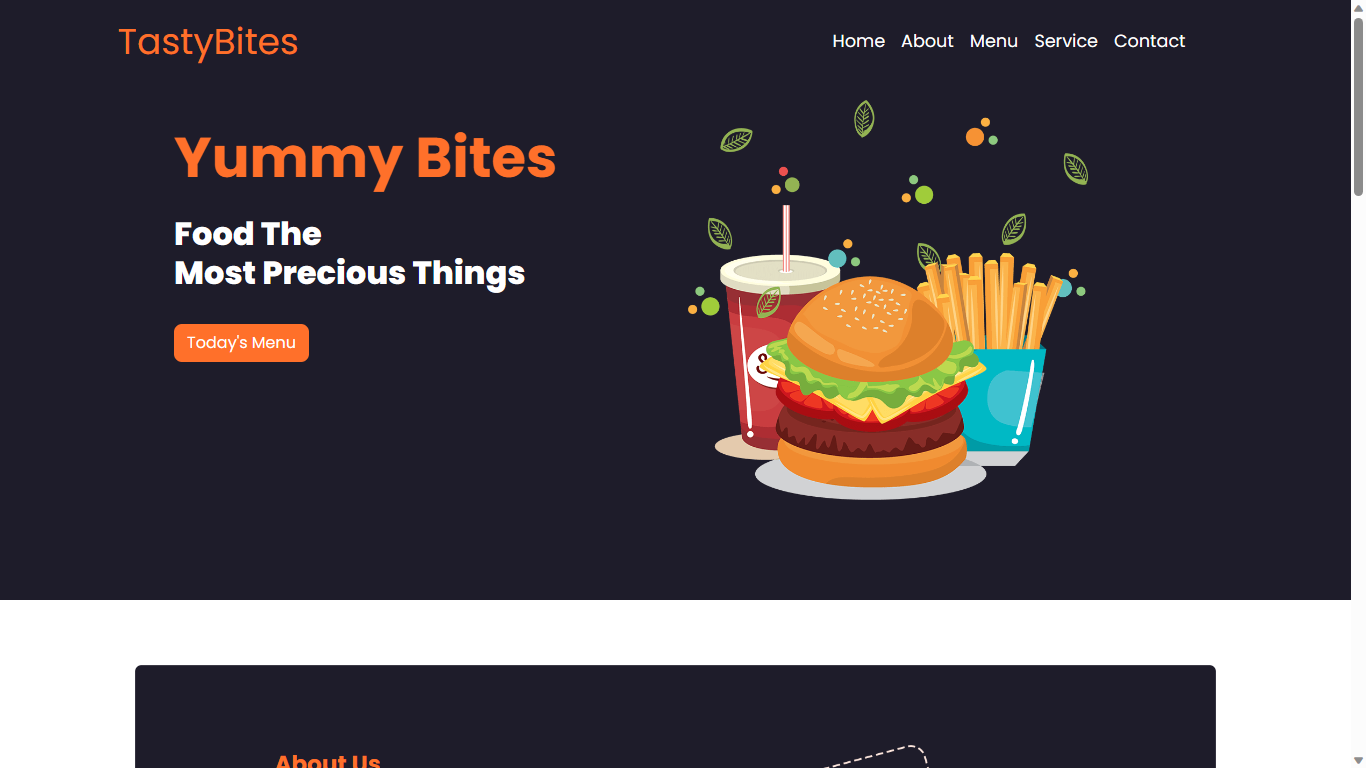 TastyBites
Home About Menu Service Contact
Yummy Bites
Food The
Most Precious Things
Today's Menu
About Us